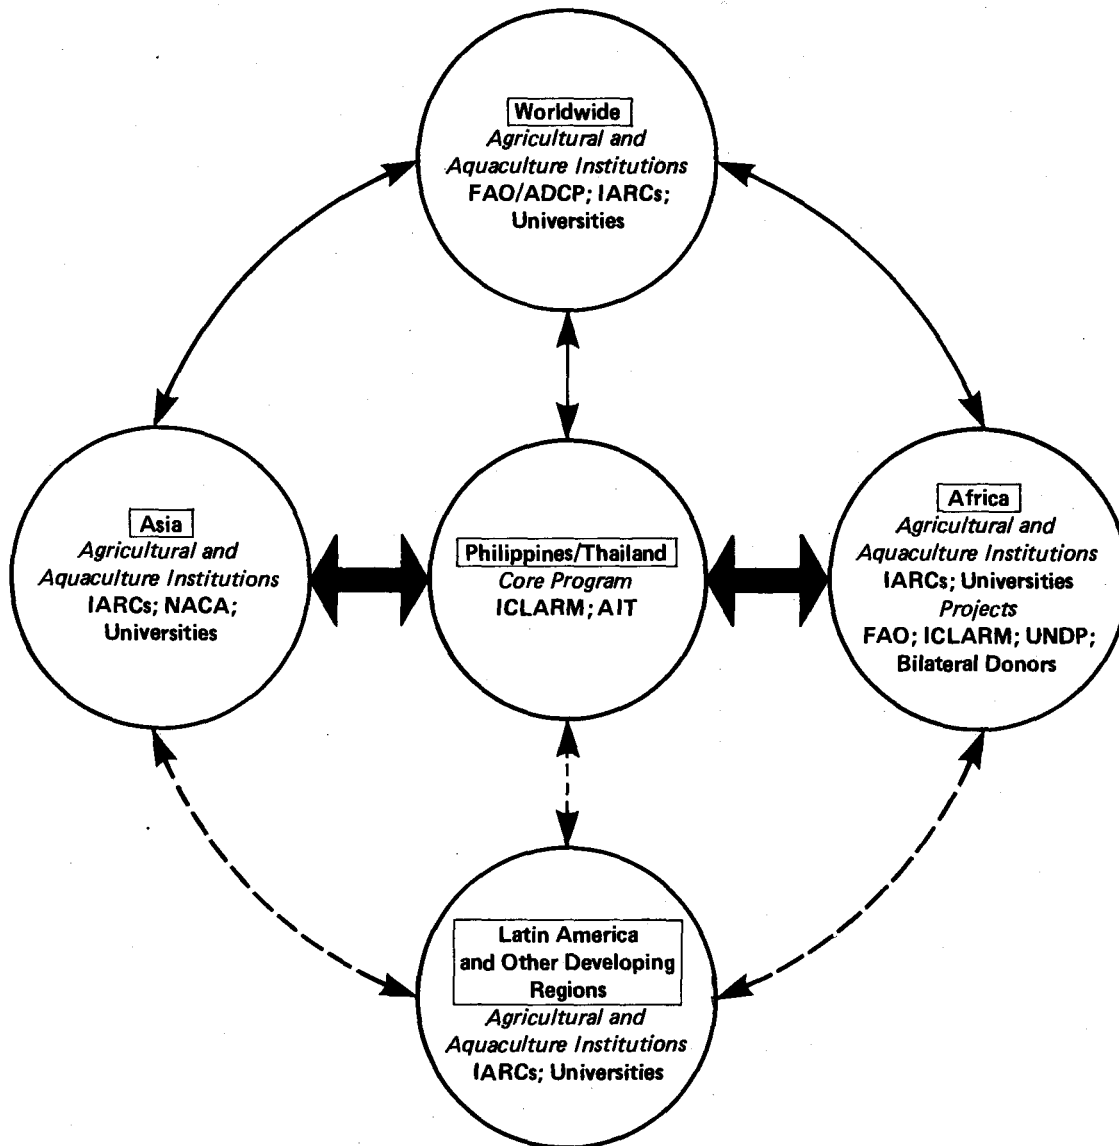 Worldwide
Agricultural and
Aquaculture Institutions
FAO/ADCP; IARCs;
Universities
Asia
Agricultural and
Aquaculture Institutions
IARCs; NACA;
Universities
Philippines/Thailand
Core Program
ICLARM; AIT
Africa
Agricultural and
Aquaculture Institutions
IARCs; Universities
Projects
FAO; ICLARM; UNDP;
Bilateral Donors
Latin America
and Other Developing
Regions
Agricultural and
Aquaculture Institutions
IARCs; Universities